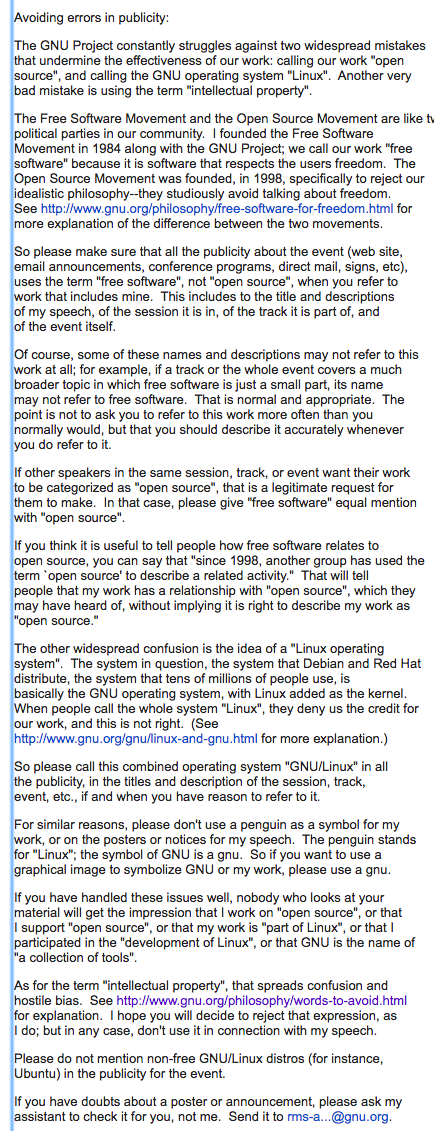 Avoiding errors in publicity:
The GNU Project constantly struggles against two widespread mistakes
that undermine the effectiveness of our work: calling our work "open
source", and calling the GNU operating system "Linux".  Another very
bad mistake is using the term "intellectual property".
The Free Software Movement and the Open Source Movement are like
political parties in our community.  I founded the Free Software
Movement in 1984 along with the GNU Project; we call our work "free
software" because it is software that respects the users freedom.  The
Open Source Movement was founded, in 1998, specifically to reject our
idealistic philosophy--they studiously avoid talking about freedom.
See http://www.gnu.org/philosophy/free-software-for-freedom.html for
more explanation of the difference between the two movements.
So please make sure that all the publicity about the event (web site,
email announcements, conference programs, direct mail, signs, etc),
uses the term "free software", not "open source", when you refer to
work that includes mine.  This includes to the title and descriptions
of my speech, of the session it is in, of the track it is part of, and
of the event itself.
Of course, some of these names and descriptions may not refer to this
work at all; for example, if a track or the whole event covers a much
broader topic in which free software is just a small part, its name
may not refer to free software.  That is normal and appropriate.  The
point is not to ask you to refer to this work more often than you
normally would, but that you should describe it accurately whenever
you do refer to it.
If other speakers in the same session, track, or event want their work
to be categorized as "open source", that is a legitimate request for
them to make.  In that case, please give "free software" equal mention
with "open source".
If you think it is useful to tell people how free software relates to
open source, you can say that "since 1998, another group has used the
term `open source' to describe a related activity."  That will tell
people that my work has a relationship with "open source", which they
may have heard of, without implying it is right to describe my work as
"open source."
The other widespread confusion is the idea of a "Linux operating
system".  The system in question, the system that Debian and Red Hat
distribute, the system that tens of millions of people use, is
basically the GNU operating system, with Linux added as the kernel.
When people call the whole system "Linux", they deny us the credit for
our work, and this is not right.  (See
http://www.gnu.org/gnu/linux-and-gnu.html for more explanation.)
So please call this combined operating system "GNU/Linux" in all
the publicity, in the titles and description of the session, track,
event, etc., if and when you have reason to refer to it.
For similar reasons, please don't use a penguin as a symbol for my
work, or on the posters or notices for my speech.  The penguin stands
for "Linux"; the symbol of GNU is a gnu.  So if you want to use a
graphical image to symbolize GNU or my work, please use a gnu.
If you have handled these issues well, nobody who looks at your
material will get the impression that I work on "open source", or that
I support "open source", or that my work is "part of Linux", or that I
participated in the "development of Linux", or that GNU is the name of
"a collection of tools".
As for the term "intellectual property", that spreads confusion and
hostile bias.  See http://www.gnu.org/philosophy/words-to-avoid.html
for explanation.  I hope you will decide to reject that expression, as
I do; but in any case, don't use it in connection with my speech.
Please do not mention non-free GNU/Linux distros (for instance,
Ubuntu) in the publicity for the event.
If you have doubts about a poster or announcement, please ask my
assistant to check it for you, not me.  Send it to rms-a...@gnu.org.